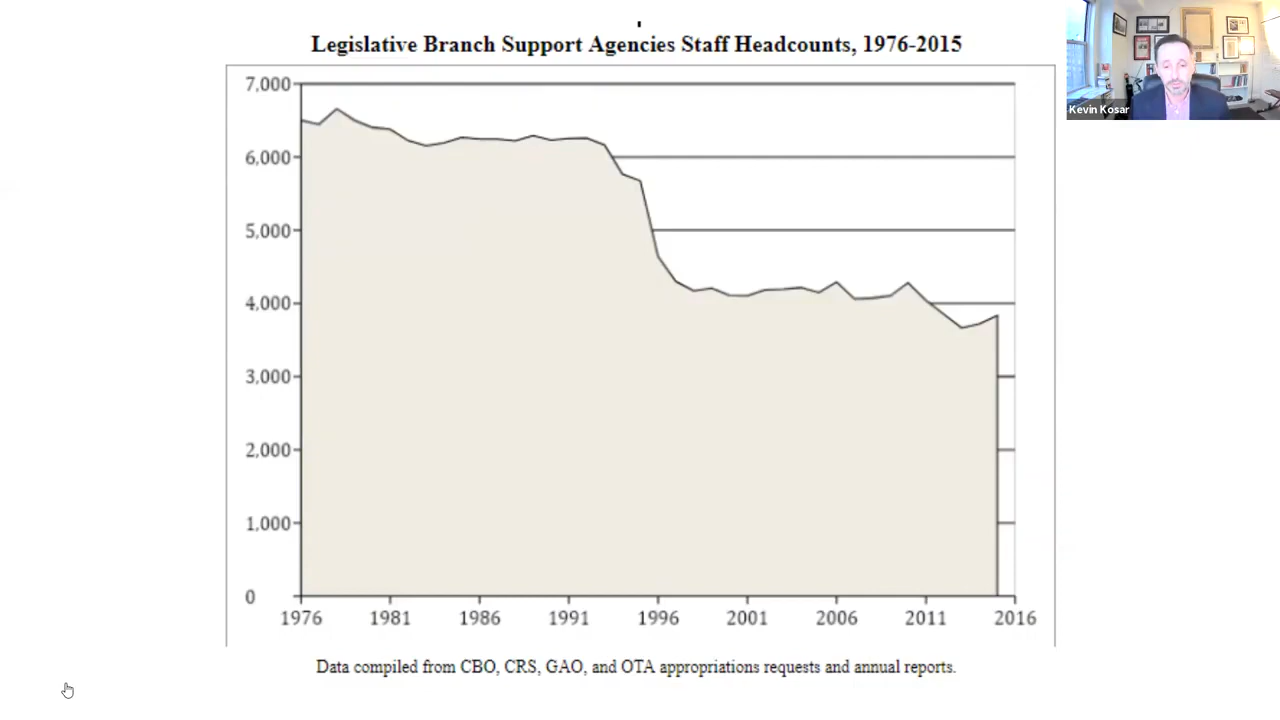 Legislative Branch Support Agencies Staff Headcounts, 1976-2015
Kevin Kosar
7,000
6,000
5,000
4,000
3,000
2,000
1,000
0
1976 1981 1986 1991 1996 2001 2006 2011 2016
Data compiled from CBO, CRS, GAO, and OTA appropriations requests and annual reports.